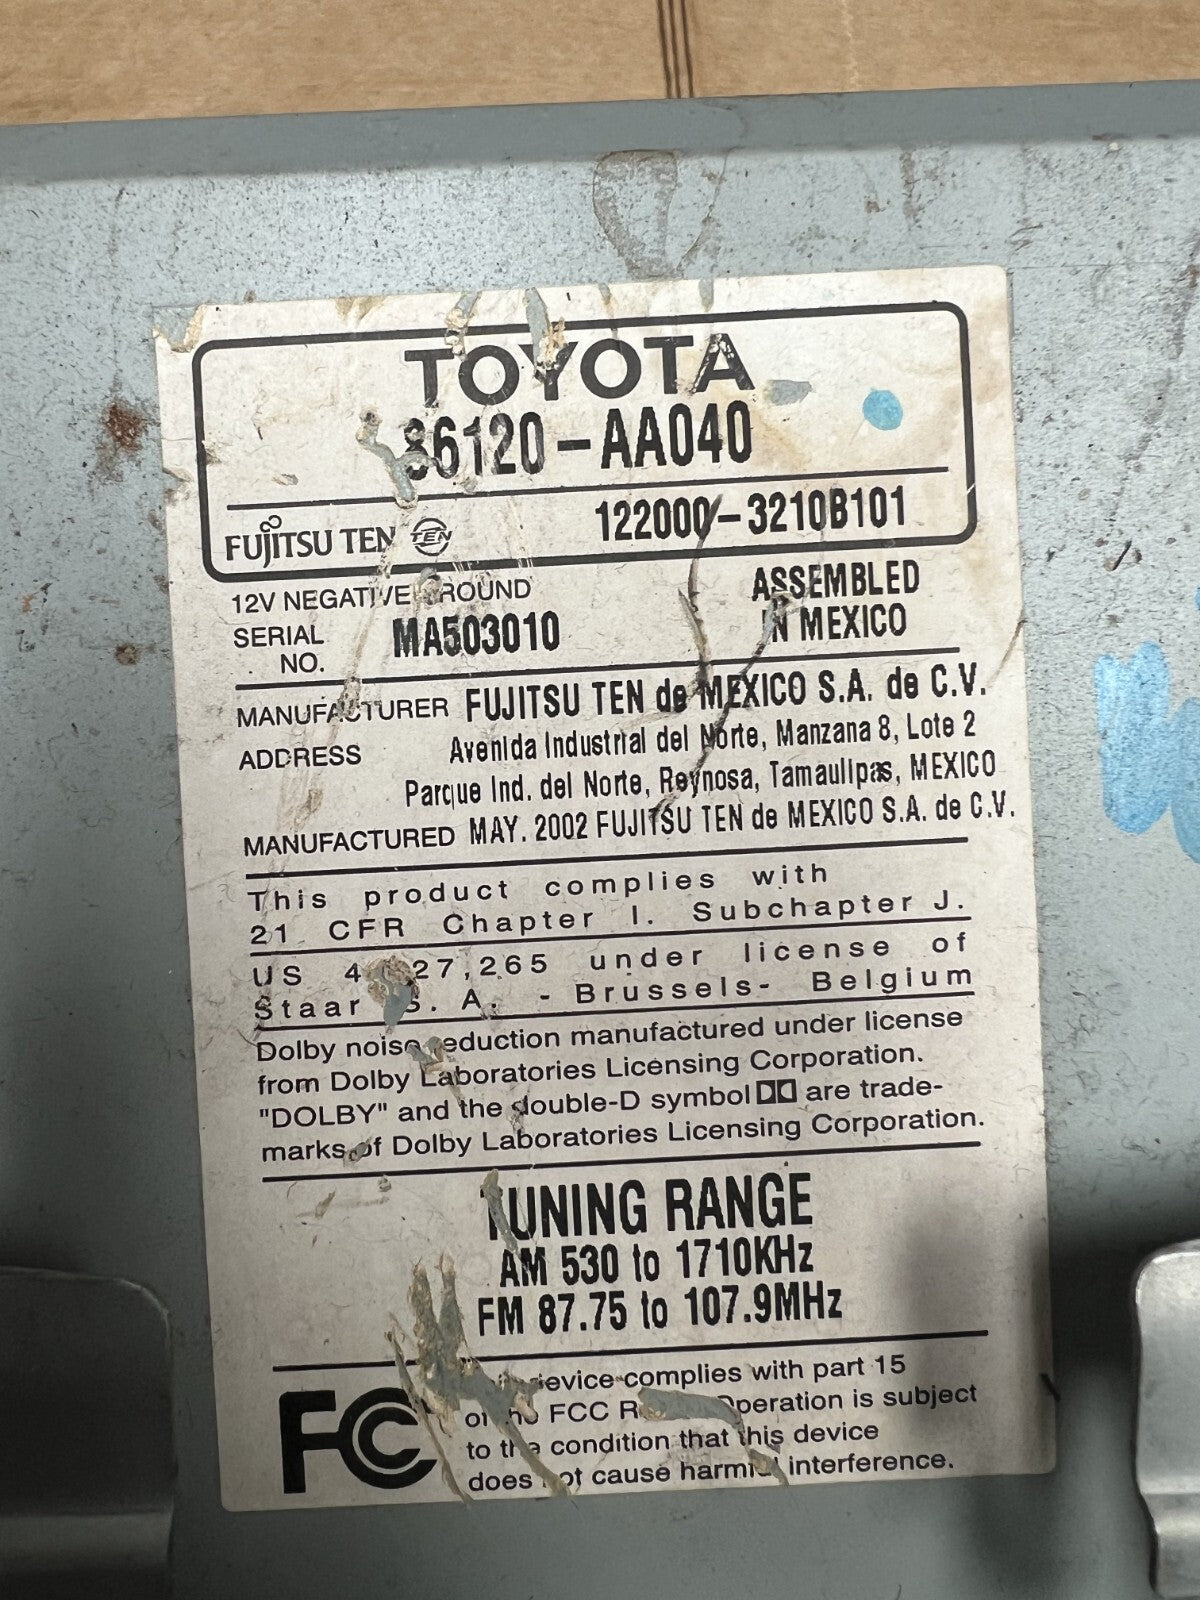 TOYOTA
86120-AA040
FUJITSU TEN TEN 122000-3210B101
12V NEGATIVE GROUND
ASSEMBLED
IN MEXICO
SERIAL
NO.
MA503010
MANUFACTURER FUJITSU TEN de MEXICO S.A. de C.V.
ADDRESS Avenida Industrial del Norte, Manzana 8, Lote 2
Parque Ind. del Norte, Reynosa, Tamaulipas, MEXICO
MANUFACTURED MAY. 2002 FUJITSU TEN de MEXICO S.A. de C.V.
This product complies with
21 CFR Chapter I. Subchapter J.
US 27,265 under license of
Staar S. A. - Brussels- Belgium
Dolby noise reduction manufactured under license
from Dolby Laboratories Licensing Corporation.
"DOLBY" and the double-D symbol are trade-
marks of Dolby Laboratories Licensing Corporation.
TUNING RANGE
AM 530 to 1710KHz
FM 87.75 to 107.9MHz
FC
device complies with part 15
of the FCC Operation is subject
to the condition that this device
does not cause harmful interference.